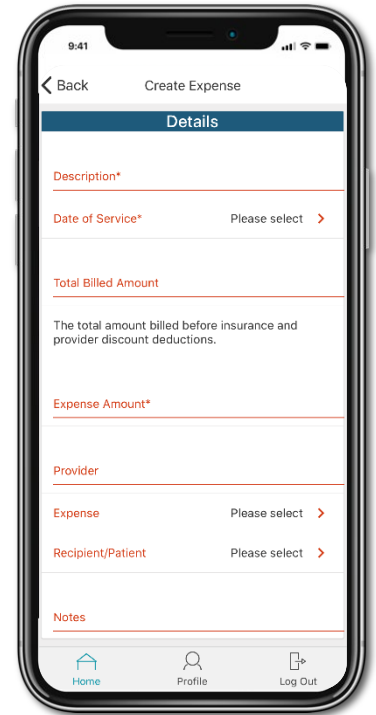 9:41
Back Create Expense
Details
Description*
Date of Service* Please select
Total Billed Amount
The total amount billed before insurance and
provider discount deductions.
Expense Amount*
Provider
Expense Please select
Recipient/Patient Please select
Notes
Home Profile Log Out